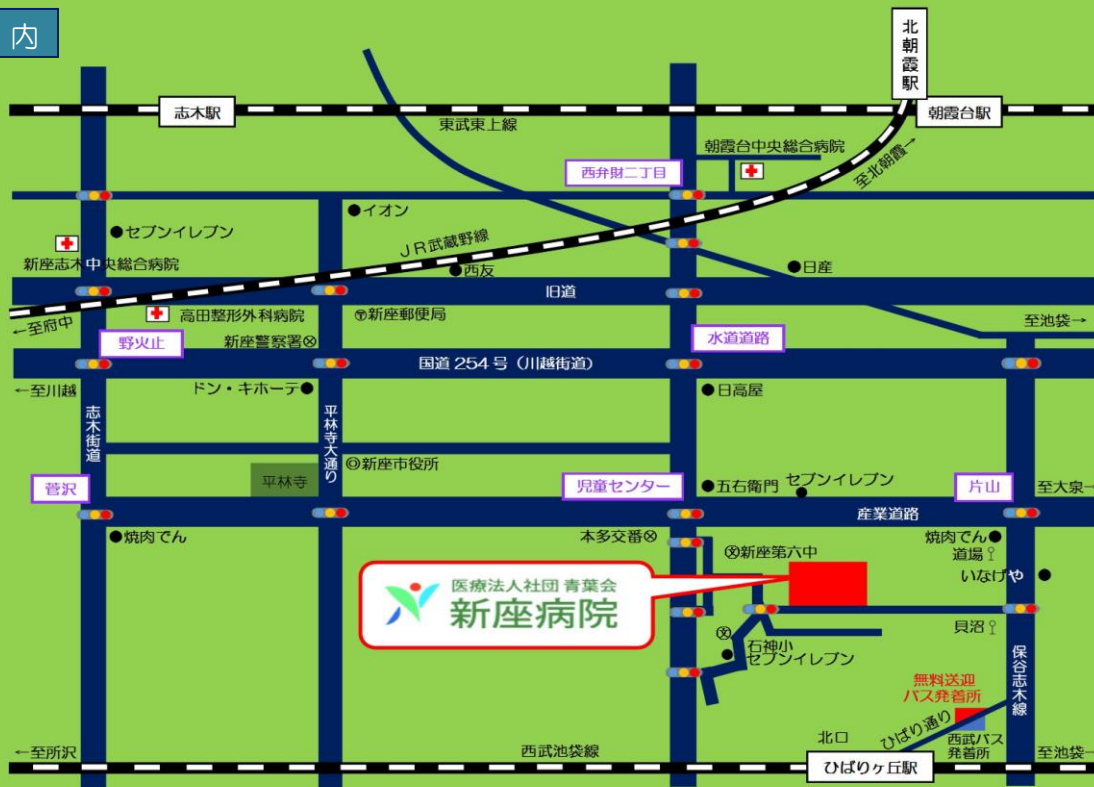 内
北朝霞駅
志木駅
朝霞台駅
東武東上線
朝霞台中央総合病院
西弁財二丁目
至北朝霞→
イオン
セブンイレブン
JR武蔵野線
新座志木中央総合病院
西友
日産
旧道
←至府中
高田整形外科病院
〶新座郵便局
至池袋→
野火止
新座警察署
水道道路
国道254号(川越街道)
←至川越
ドン・キホーテ
日高屋
志木街道
平林寺大通り
◎新座市役所
平林寺
菅沢
児童センター
五右衛門
セブンイレブン
片山
至大泉→
産業道路
焼肉でん
本多交番
文新座第六中
焼肉でん
道場
いなげや
医療法人社団 青葉会
新座病院
貝沼
文
石神小
セブンイレブン
保谷志木線
無料送迎
バス発着所
ひばり通り
北口
西武バス
発着所
←至所沢
西武池袋線
ひばりヶ丘駅
至池袋→